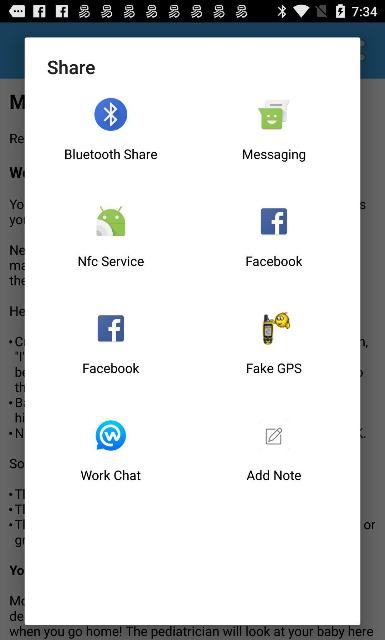 7:34
Share
Bluetooth Share
Messaging
Nfc Service
Facebook
Facebook
Fake GPS
Work Chat
Add Note
when you go home! The pediatrician will look at your baby here